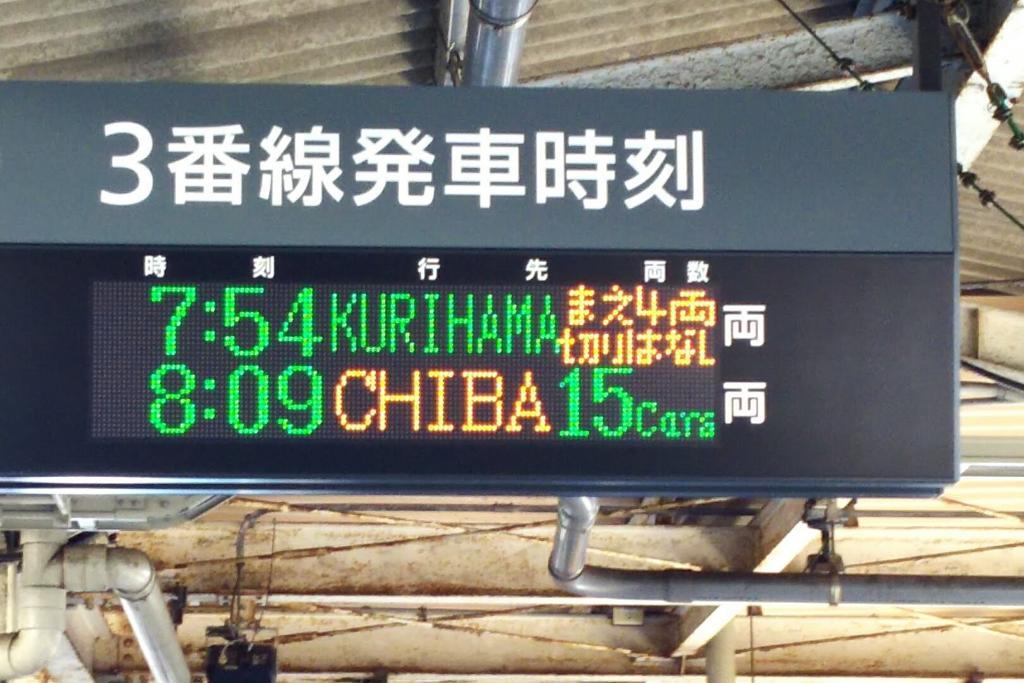 3番線発車時刻
時刻 行先 両数
7:54 KURIHAMA まえ4両 切りはなし 両
8:09 CHIBA 15Cars 両